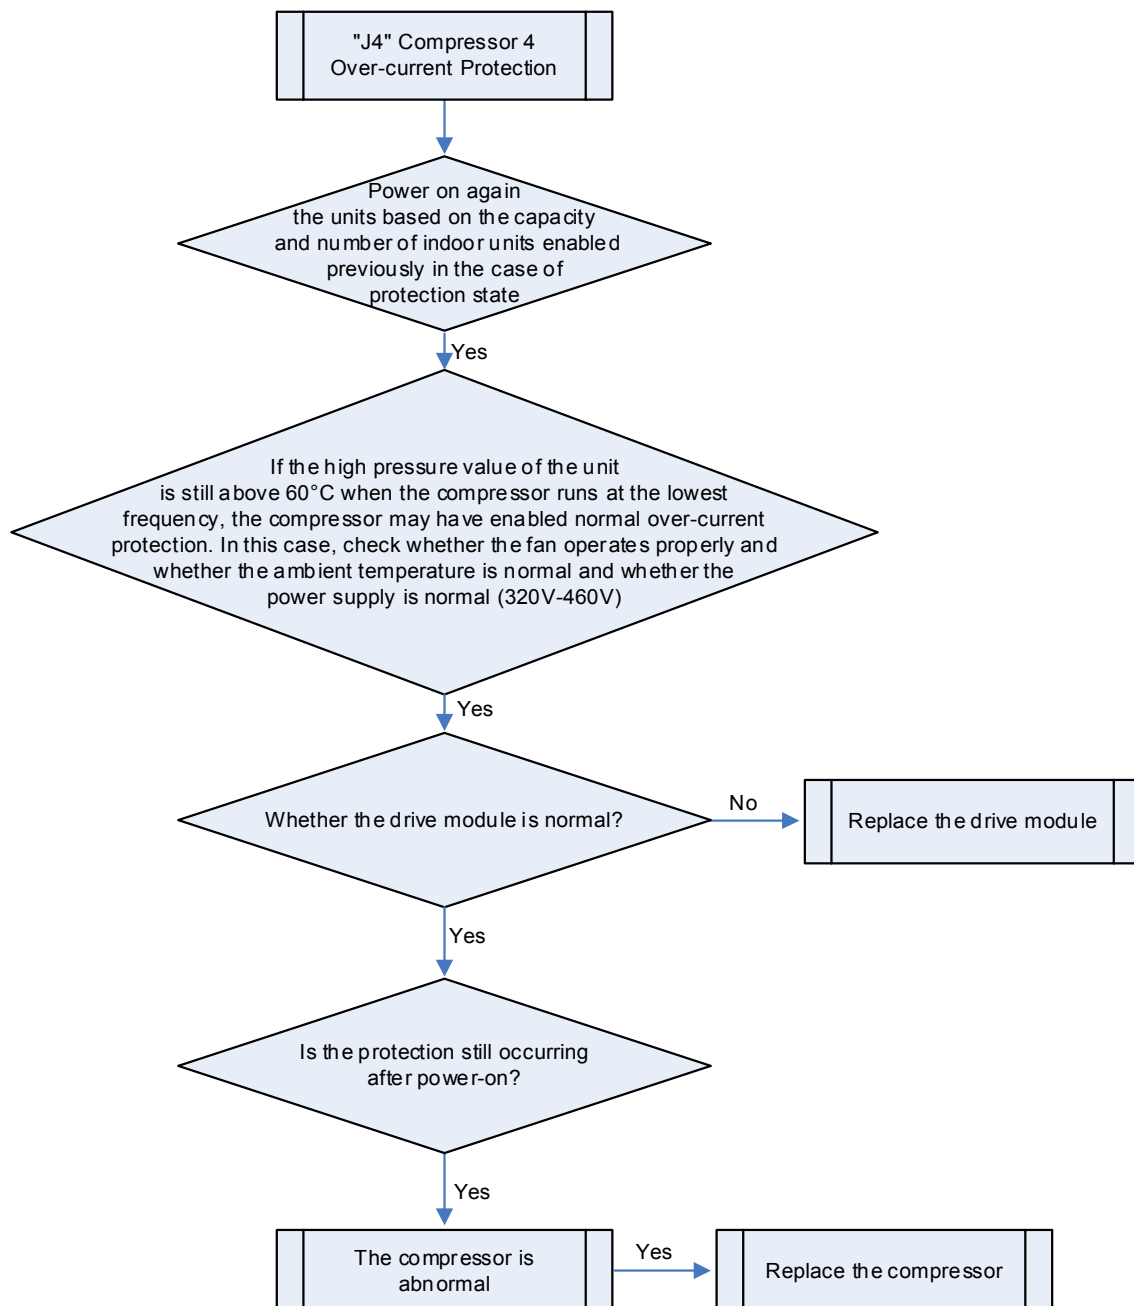 "J4" Compressor 4
Over-current Protection
Power on again
the units based on the capacity
and number of indoor units enabled
previously in the case of
protection state
Yes
If the high pressure value of the unit
is still above 60°C when the compressor runs at the lowest
frequency, the compressor may have enabled normal over-current
protection. In this case, check whether the fan operates properly and
whether the ambient temperature is normal and whether the
power supply is normal (320V-460V)
Yes
Whether the drive module is normal?
No
Replace the drive module
Yes
Is the protection still occurring
after power-on?
Yes
The compressor is
abnormal
Yes
Replace the compressor